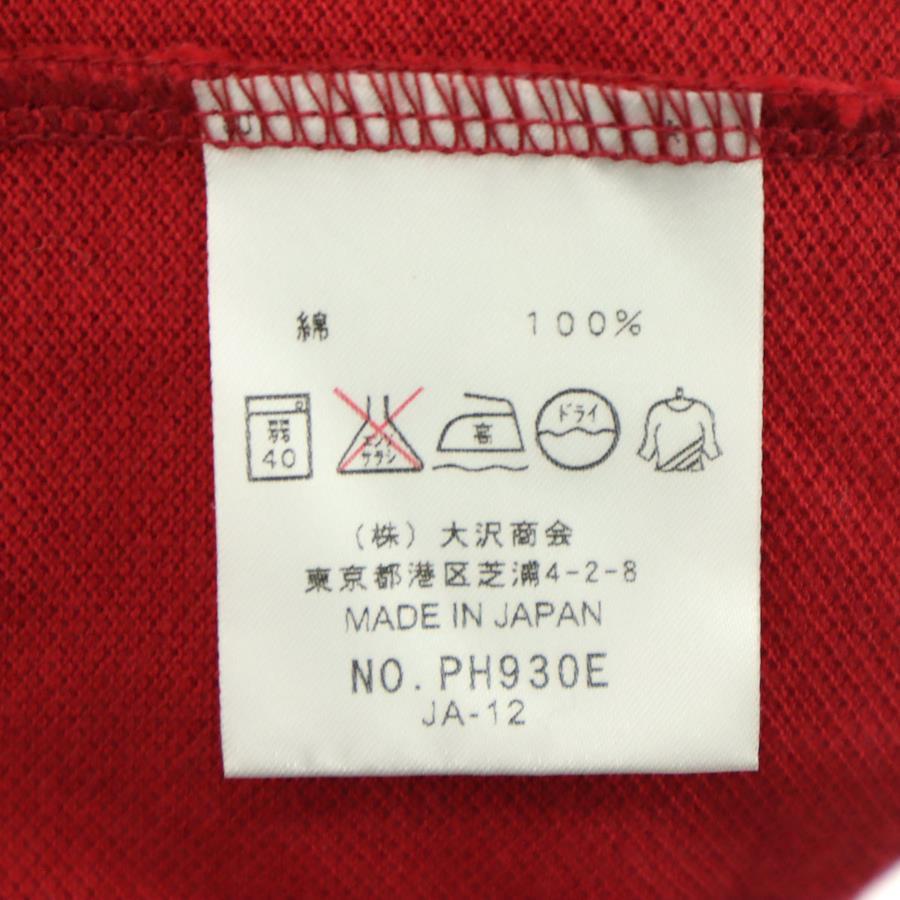 綿 100%
弱 40 エンソサラシ 高 ドライ
(株) 大沢商会
東京都港区芝浦4-2-8
MADE IN JAPAN
NO. PH930E
JA-12